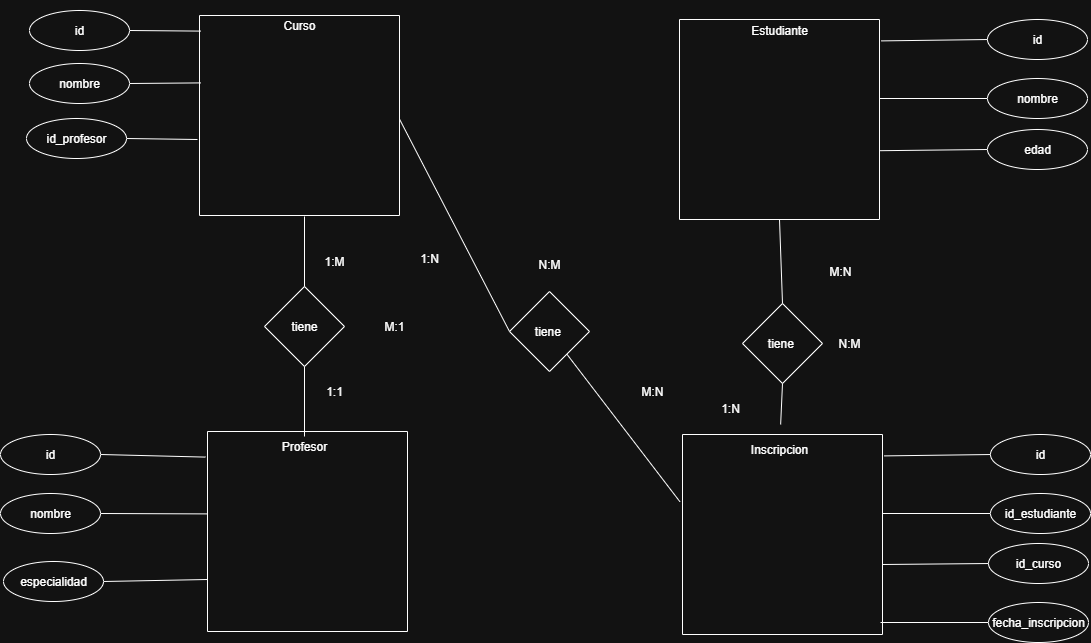 Curso
id
nombre
id_profesor
Estudiante
id
nombre
edad
1:M
tiene
M:1
1:1
1:N
N:M
tiene
M:N
M:N
tiene
N:M
1:N
Profesor
id
nombre
especialidad
Inscripcion
id
id_estudiante
id_curso
fecha_inscripcion